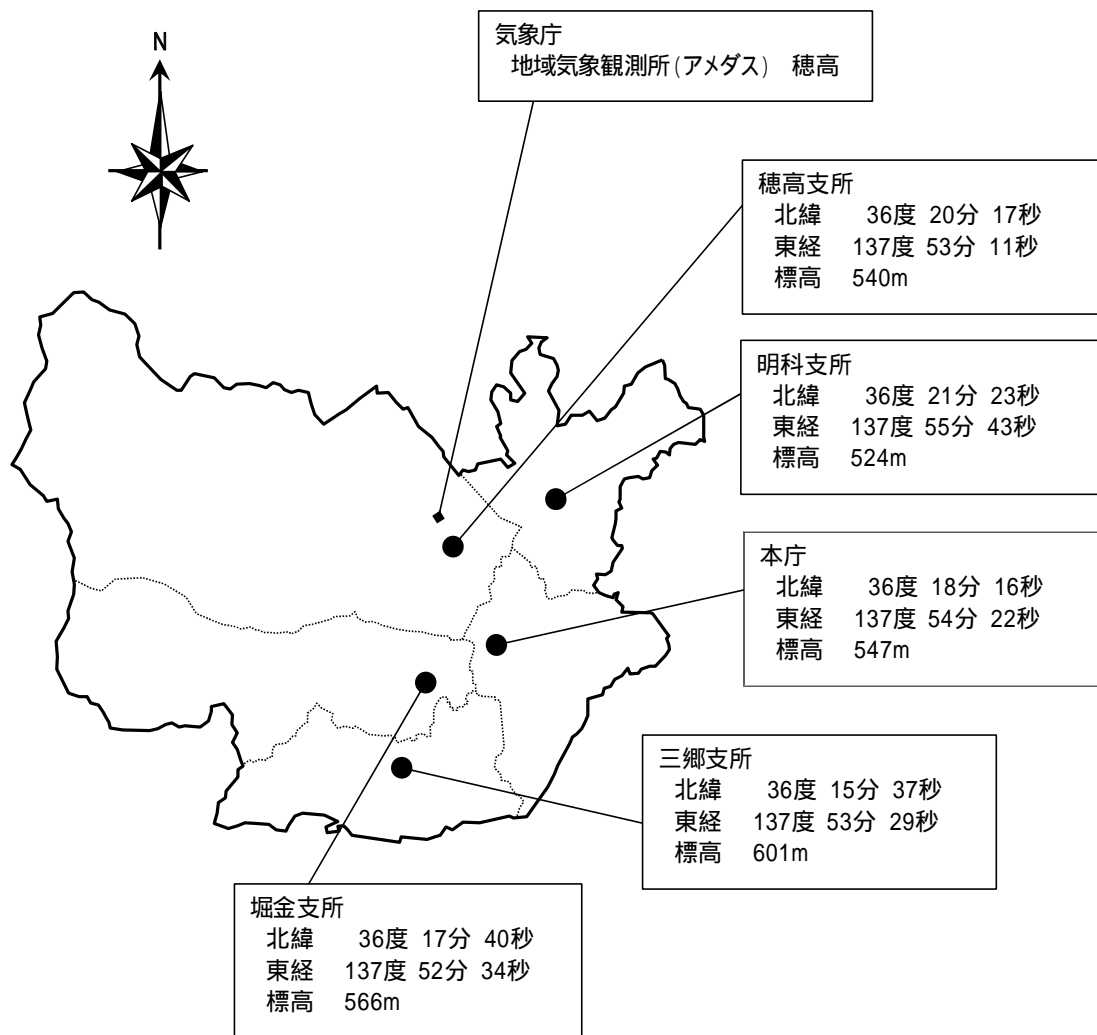 N
気象庁
地域気象観測所(アメダス) 穂高
穂高支所
北緯 36度 20分 17秒
東経 137度 53分 11秒
標高 540m
明科支所
北緯 36度 21分 23秒
東経 137度 55分 43秒
標高 524m
本庁
北緯 36度 18分 16秒
東経 137度 54分 22秒
標高 547m
三郷支所
北緯 36度 15分 37秒
東経 137度 53分 29秒
標高 601m
堀金支所
北緯 36度 17分 40秒
東経 137度 52分 34秒
標高 566m